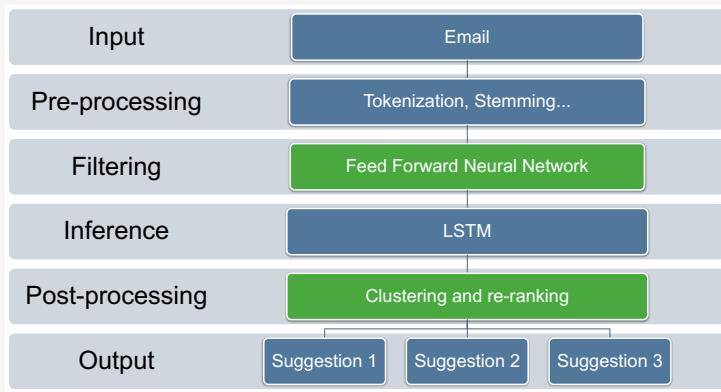 Input
Email
Pre-processing
Tokenization, Stemming...
Filtering
Feed Forward Neural Network
Inference
LSTM
Post-processing
Clustering and re-ranking
Output
Suggestion 1
Suggestion 2
Suggestion 3